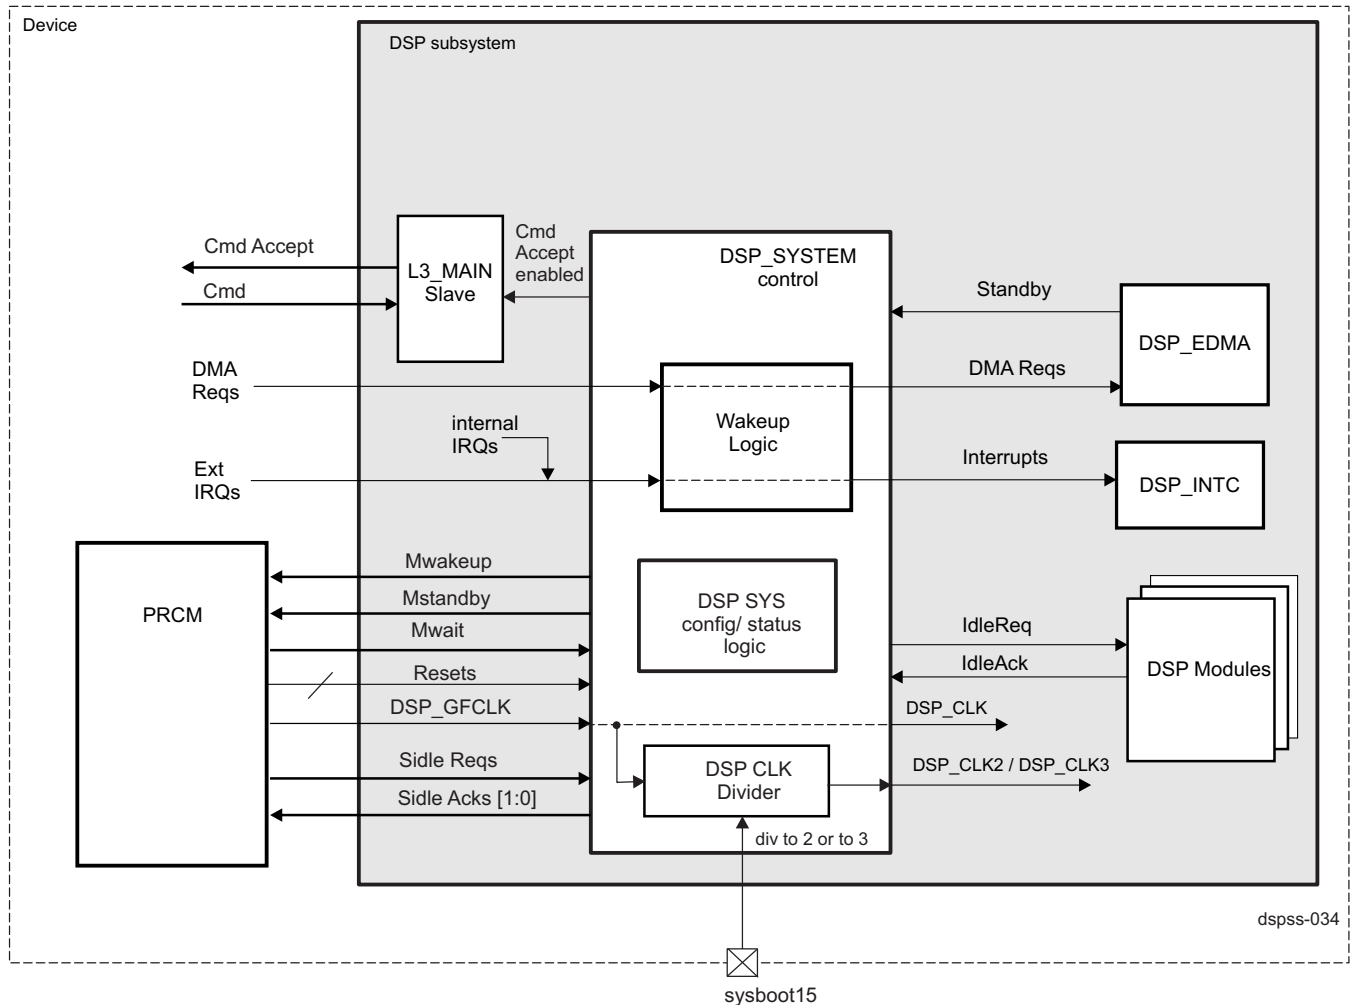 Device
DSP subsystem
Cmd Accept
Cmd
L3_MAIN
Slave
Cmd
Accept
enabled
DSP_SYSTEM
control
Standby
DSP_EDMA
DMA
Reqs
DMA Reqs
internal
IRQs
Wakeup
Logic
Ext
IRQs
Interrupts
DSP_INTC
PRCM
Mwakeup
Mstandby
Mwait
Resets
DSP_GFCLK
Sidle Reqs
Sidle Acks [1:0]
DSP SYS
config/ status
logic
IdleReq
IdleAck
DSP Modules
DSP_CLK
DSP CLK
Divider
DSP_CLK2 / DSP_CLK3
div to 2 or to 3
dspss-034
sysboot15